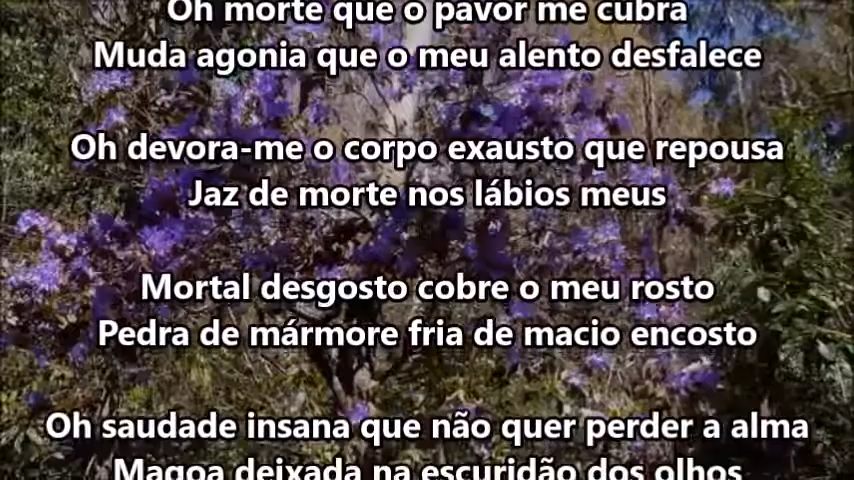 Oh morte que o pavor me cubra
Muda agonia que o meu alento desfalece
Oh devora-me o corpo exausto que repousa
Jaz de morte nos lábios meus
Mortal desgosto cobre o meu rosto
Pedra de mármore fria de macio encosto
Oh saudade insana que não quer perder a alma
Magoa deixada na escuridão dos olhos